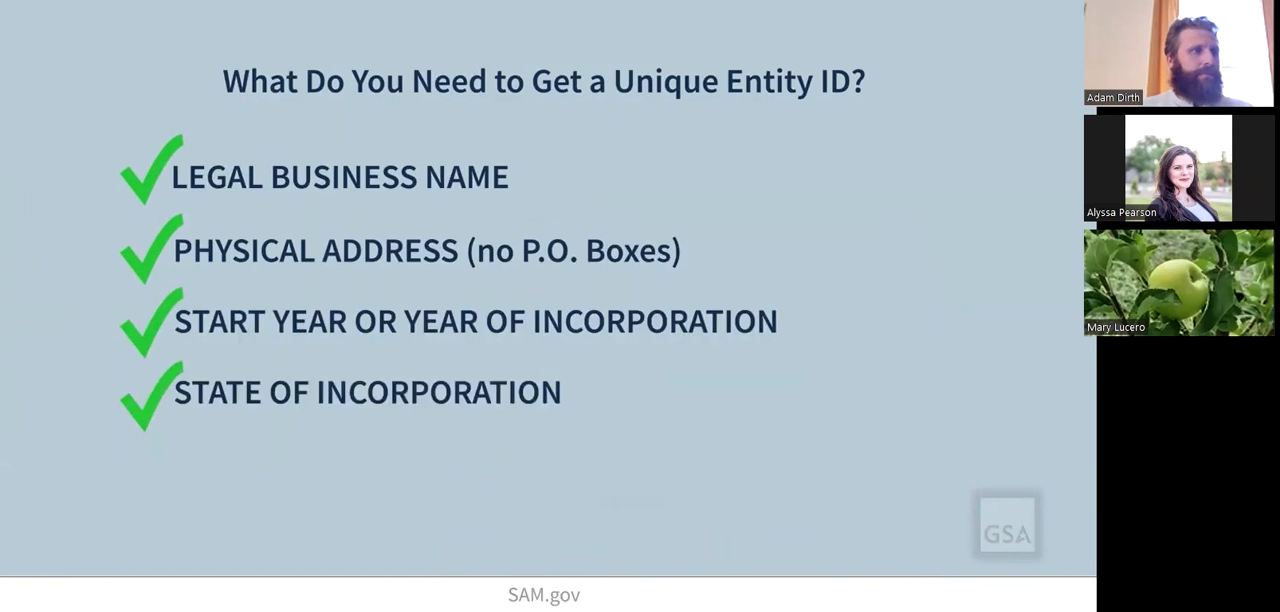 What Do You Need to Get a Unique Entity ID?
LEGAL BUSINESS NAME
PHYSICAL ADDRESS (no P.O. Boxes)
START YEAR OR YEAR OF INCORPORATION
STATE OF INCORPORATION
GSA
SAM.gov
Adam Dirth
Alyssa Pearson
Mary Lucero